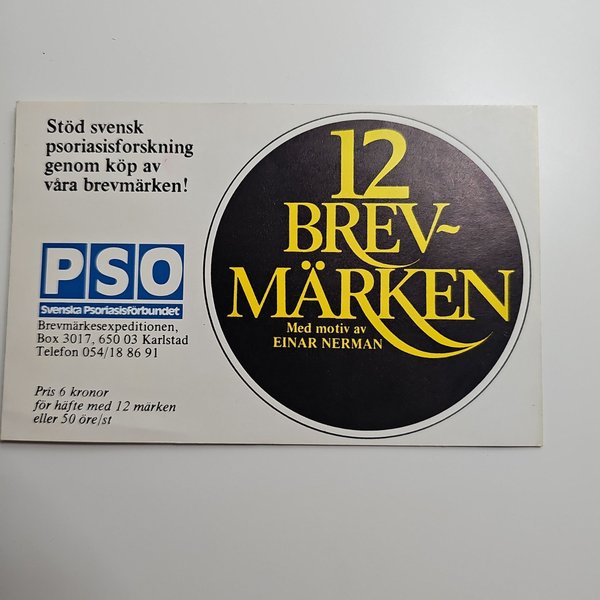 Stöd svensk
psoriasisforskning
genom köp av
våra brevmärken!
PSO
Svenska Psoriasisförbundet
Brevmärkesexpeditionen,
Box 3017, 650 03 Karlstad
Telefon 054/18 86 91
Pris 6 kronor
för häfte med 12 märken
eller 50 öre/st
12
BREV-
MÄRKEN
Med motiv av
EINAR NERMAN